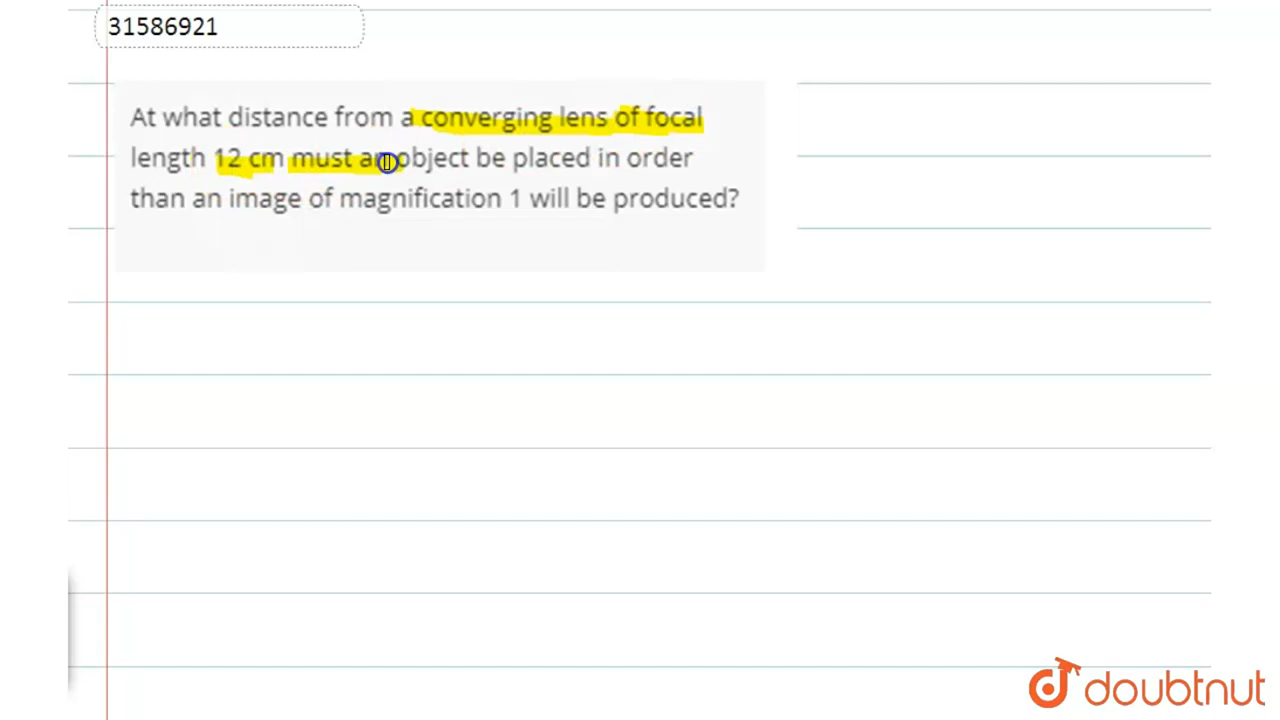 31586921
At what distance from a converging lens of focal
length 12 cm must an object be placed in order
than an image of magnification 1 will be produced?
doubtnut